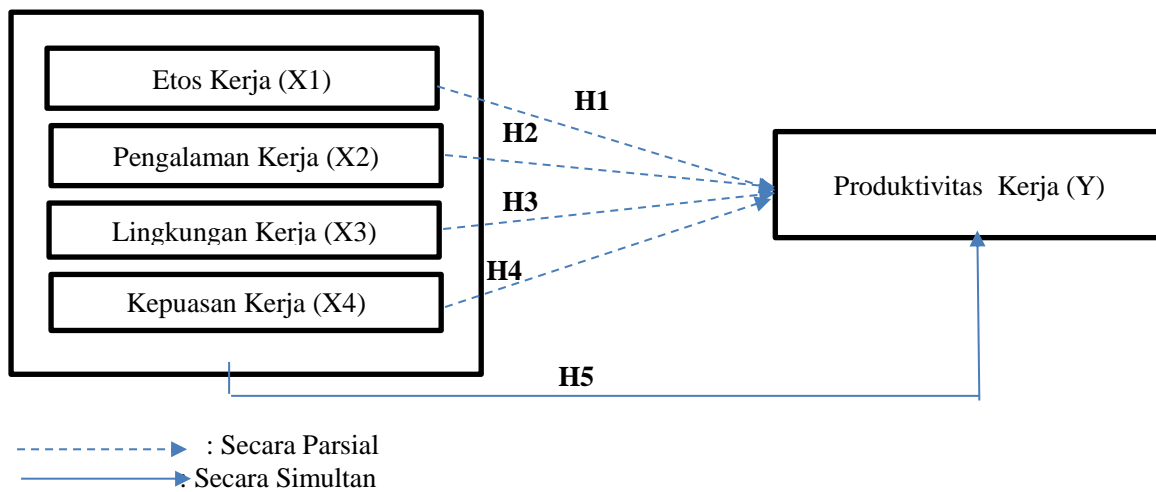 Etos Kerja (X1)
H1
H2
Pengalaman Kerja (X2)
Produktivitas Kerja (Y)
H3
Lingkungan Kerja (X3)
H4
Kepuasan Kerja (X4)
H5
: Secara Parsial
: Secara Simultan